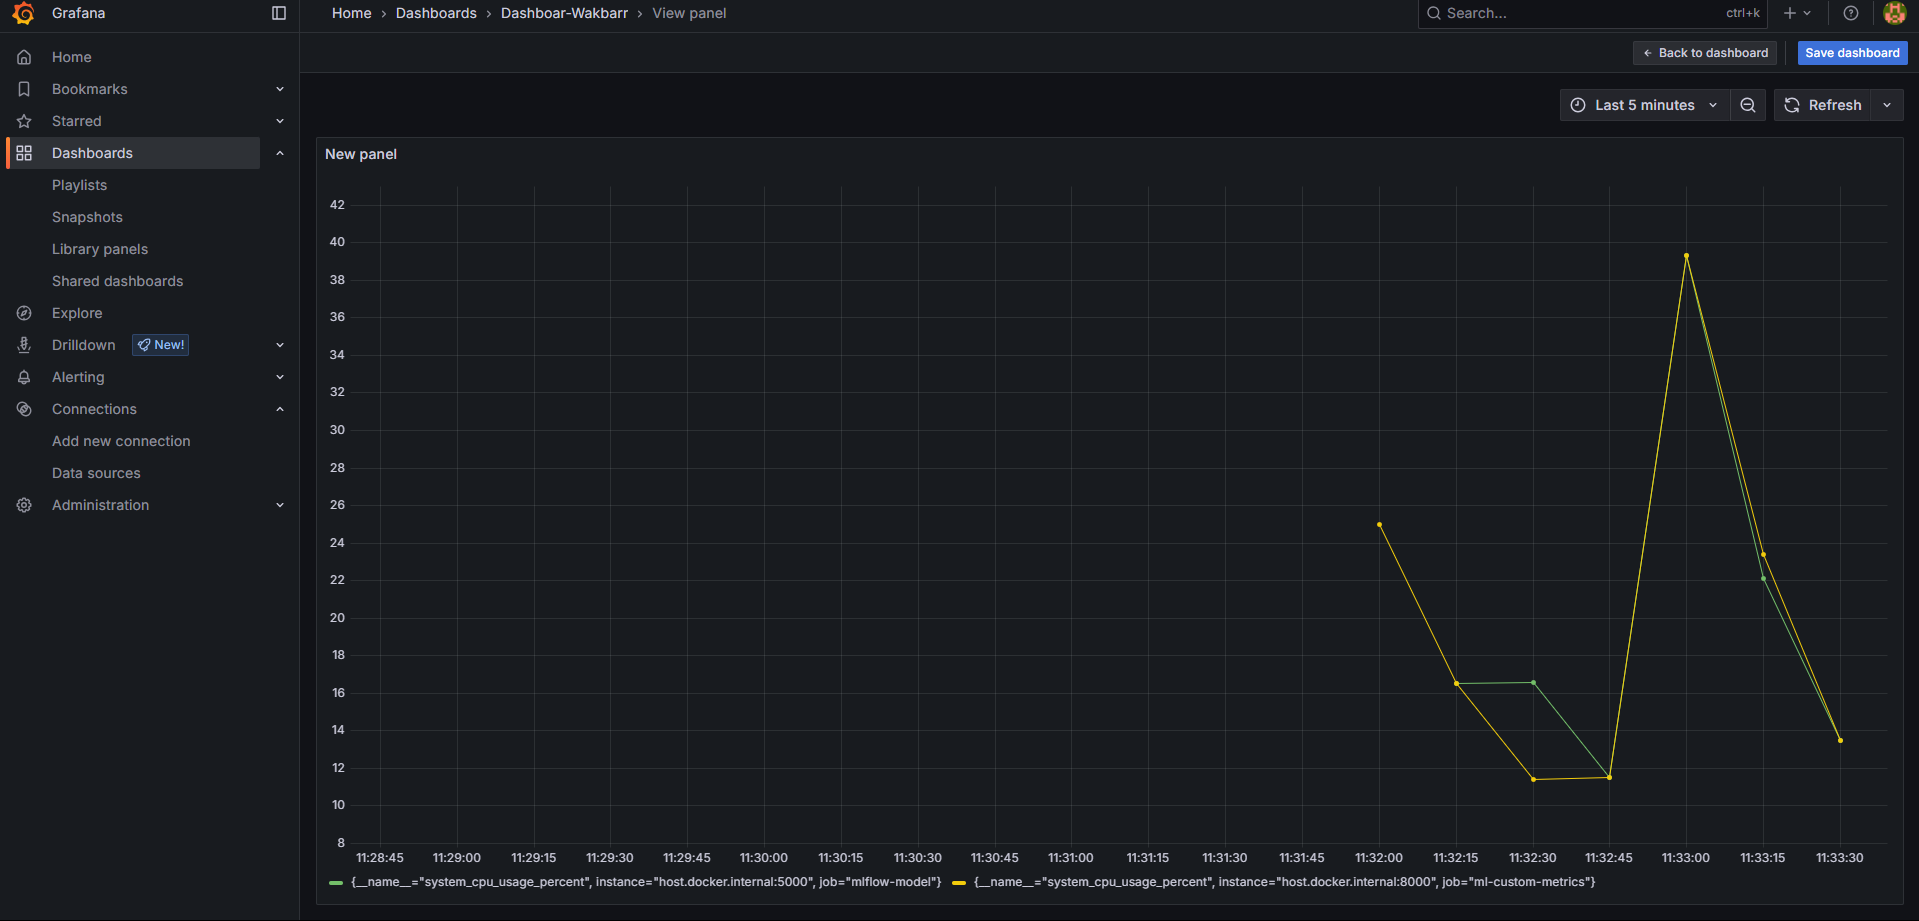 Grafana
Home › Dashboards › Dashboar-Wakbarr › View panel
Search... ctrl+k
Back to dashboard
Save dashboard
Home
Bookmarks
Starred
Dashboards
Playlists
Snapshots
Library panels
Shared dashboards
Explore
Drilldown New!
Alerting
Connections
Add new connection
Data sources
Administration
Last 5 minutes
Refresh
New panel
42
40
38
36
34
32
30
28
26
24
22
20
18
16
14
12
10
8
11:28:45 11:29:00 11:29:15 11:29:30 11:29:45 11:30:00 11:30:15 11:30:30 11:30:45 11:31:00 11:31:15 11:31:30 11:31:45 11:32:00 11:32:15 11:32:30 11:32:45 11:33:00 11:33:15 11:33:30
{__name__="system_cpu_usage_percent", instance="host.docker.internal:5000", job="mlflow-model"} {__name__="system_cpu_usage_percent", instance="host.docker.internal:8000", job="ml-custom-metrics"}